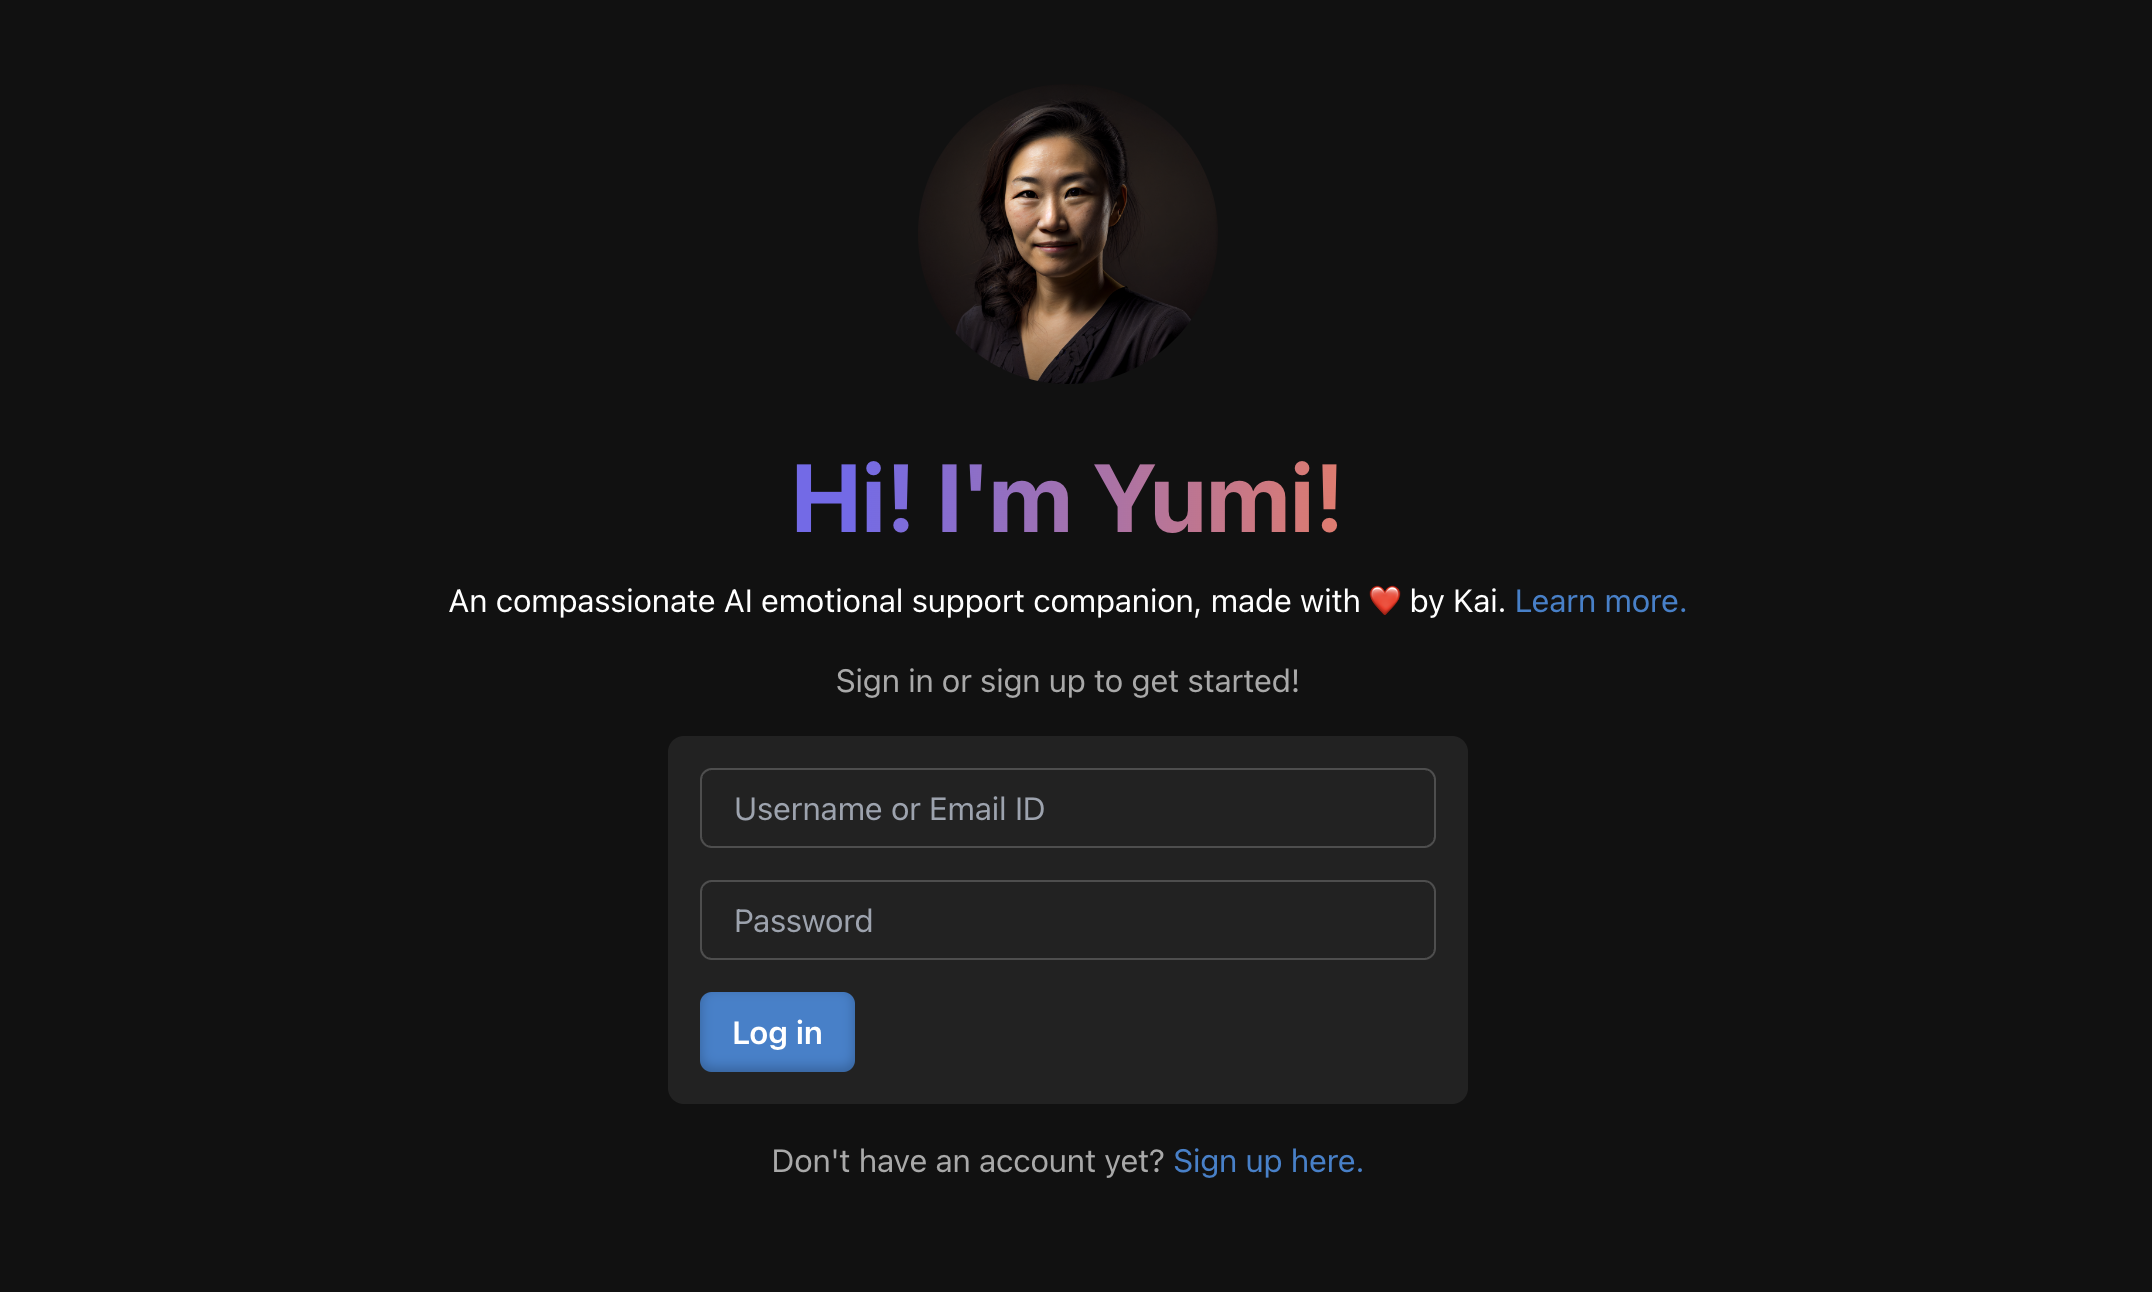 Hi! I'm Yumi!
An compassionate AI emotional support companion, made with ❤️ by Kai. Learn more.
Sign in or sign up to get started!
Username or Email ID
Password
Log in
Don't have an account yet? Sign up here.